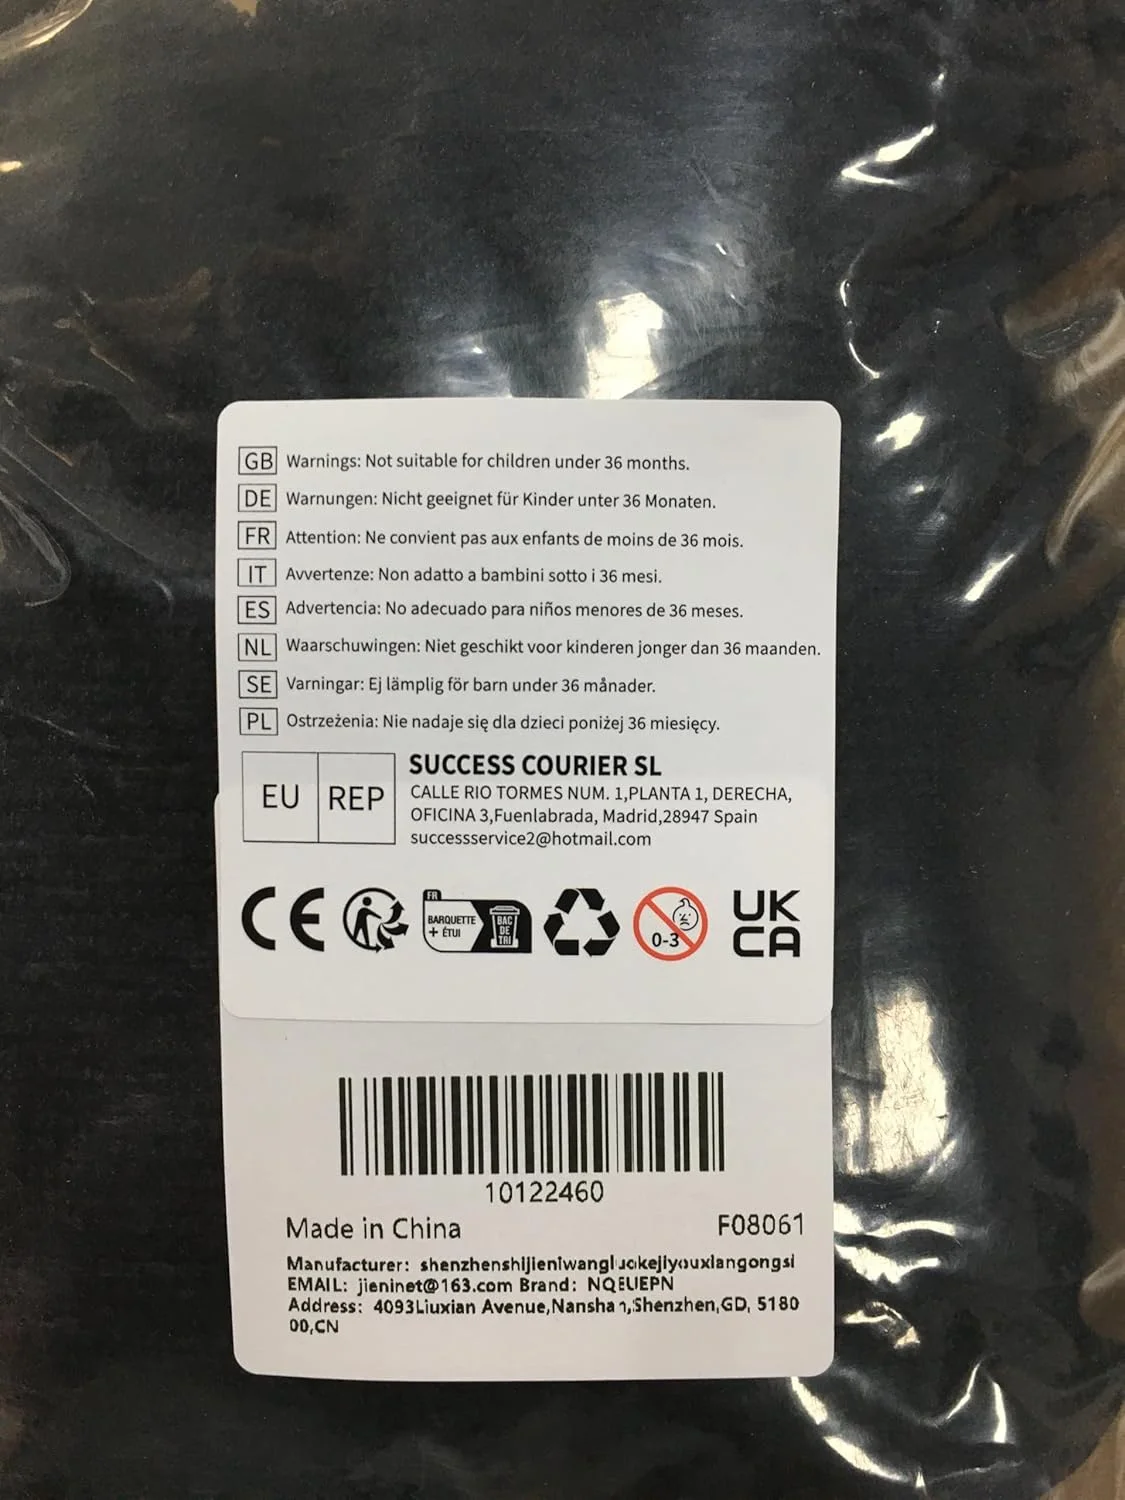 GB Warnings: Not suitable for children under 36 months.
DE Warnungen: Nicht geeignet für Kinder unter 36 Monaten.
FR Attention: Ne convient pas aux enfants de moins de 36 mois.
IT Avvertenze: Non adatto a bambini sotto i 36 mesi.
ES Advertencia: No adecuado para niños menores de 36 meses.
NL Waarschuwingen: Niet geschikt voor kinderen jonger dan 36 maanden.
SE Varningar: Ej lämplig för barn under 36 månader.
PL Ostrzeżenia: Nie nadaje się dla dzieci poniżej 36 miesięcy.
EU REP
SUCCESS COURIER SL
CALLE RIO TORMES NUM. 1,PLANTA 1, DERECHA,
OFICINA 3,Fuenlabrada, Madrid,28947 Spain
successservice2@hotmail.com
CE
FR
BARQUETTE
+ ÉTUI
BAC
DE
TRI
0-3
UK
CA
10122460
Made in China F08061
Manufacturer: shenzhenshijieniwangluokejiyouxiangongsi
EMAIL: jieninet@163.com Brand: NQEUEPN
Address: 4093Liuxian Avenue,Nanshan,Shenzhen,GD, 5180
00,CN